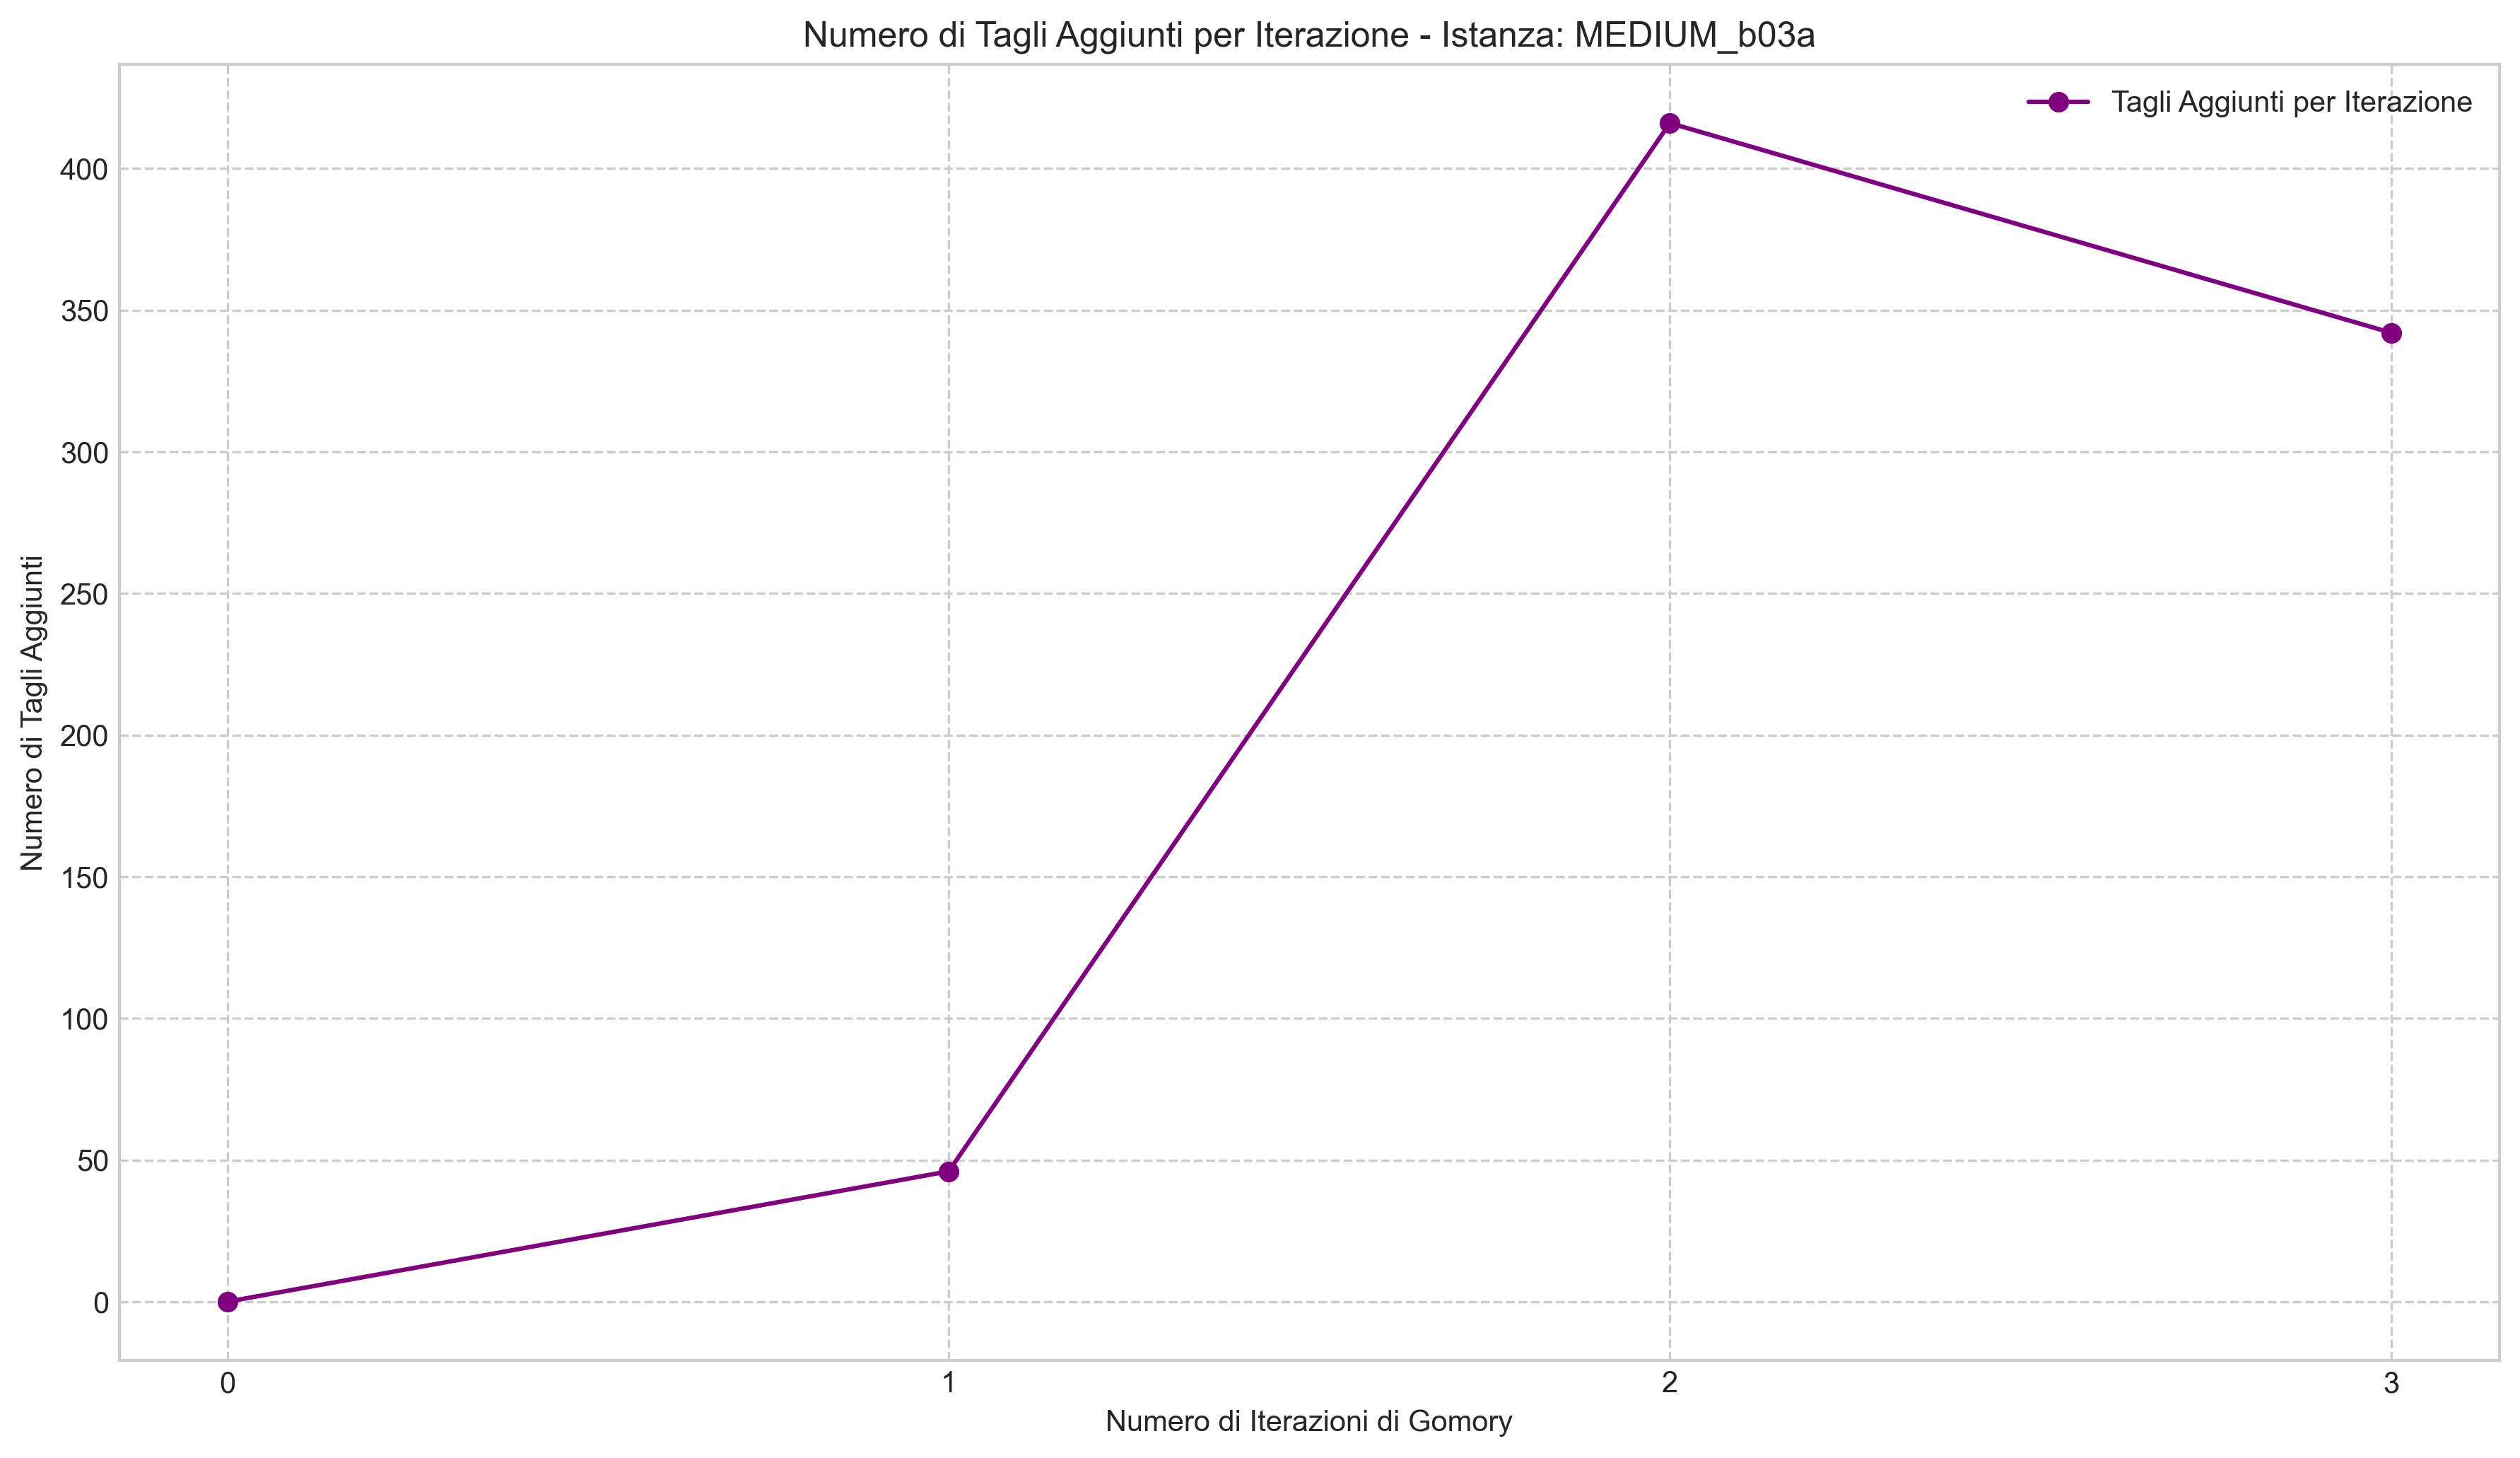 Numero di Tagli Aggiunti per Iterazione - Istanza: MEDIUM_b03a
Tagli Aggiunti per Iterazione
Numero di Tagli Aggiunti
400
350
300
250
200
150
100
50
0
0 1 2 3
Numero di Iterazioni di Gomory